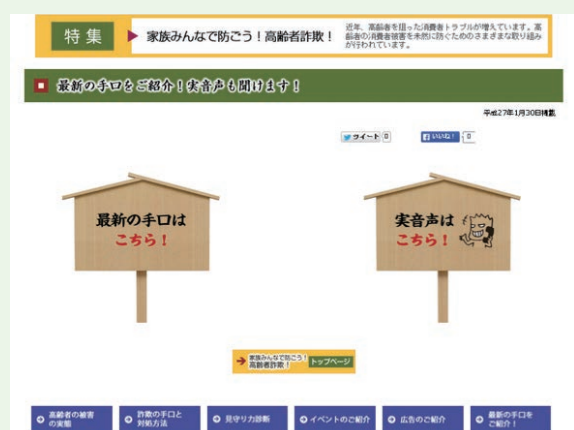 特集
家族みんなで防ごう！高齢者詐欺！
近年、高齢者を狙った消費者トラブルが増えています。高
齢者の消費者被害を未然に防ぐためのさまざまな取り組み
が行われています。
最新の手口をご紹介！実音声も聞けます！
平成27年1月30日掲載
ツイート 0
いいね！ 0
最新の手口は
こちら！
実音声は
こちら！
家族みんなで防ごう！
高齢者詐欺！
トップページ
高齢者の被害
の実態
詐欺の手口と
対処方法
見守り力診断
イベントのご紹介
広告のご紹介
最新の手口を
ご紹介！